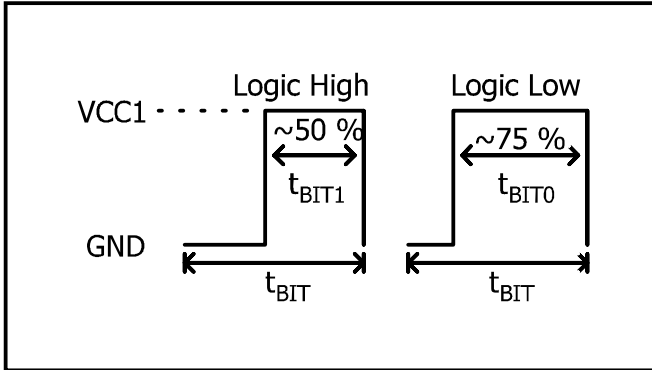 Logic High Logic Low
VCC1
~50 % ~75 %
tBIT1 tBIT0
GND
tBIT tBIT